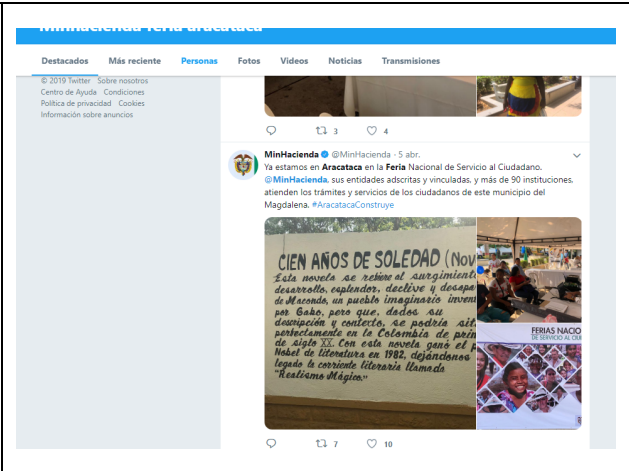 Minhacienda feria aracataca
Destacados Más reciente Personas Fotos Videos Noticias Transmisiones
© 2019 Twitter Sobre nosotros
Centro de Ayuda Condiciones
Política de privacidad Cookies
Información sobre anuncios
3 4
MinHacienda @MinHacienda · 5 abr.
Ya estamos en Aracataca en la Feria Nacional de Servicio al Ciudadano.
@MinHacienda, sus entidades adscritas y vinculadas, y más de 90 instituciones,
atienden los trámites y servicios de los ciudadanos de este municipio del
Magdalena. #AracatacaConstruye
CIEN AÑOS DE SOLEDAD (Nov
Esta novela se refiere al surgimient
desarrollo, esplendor, declive y desapa
de Macondo, un pueblo imaginario inven
por Gabo, pero que, dados su
descripción y contexto, se podría sit
perfectamente en la Colombia de prin
de siglo XX. Con esta novela ganó el p
Nobel de literatura en 1982, dejándonos
legado la corriente literaria llamada
"Realismo Mágico."
FERIAS NACIO
DE SERVICIO AL CIU
7 10